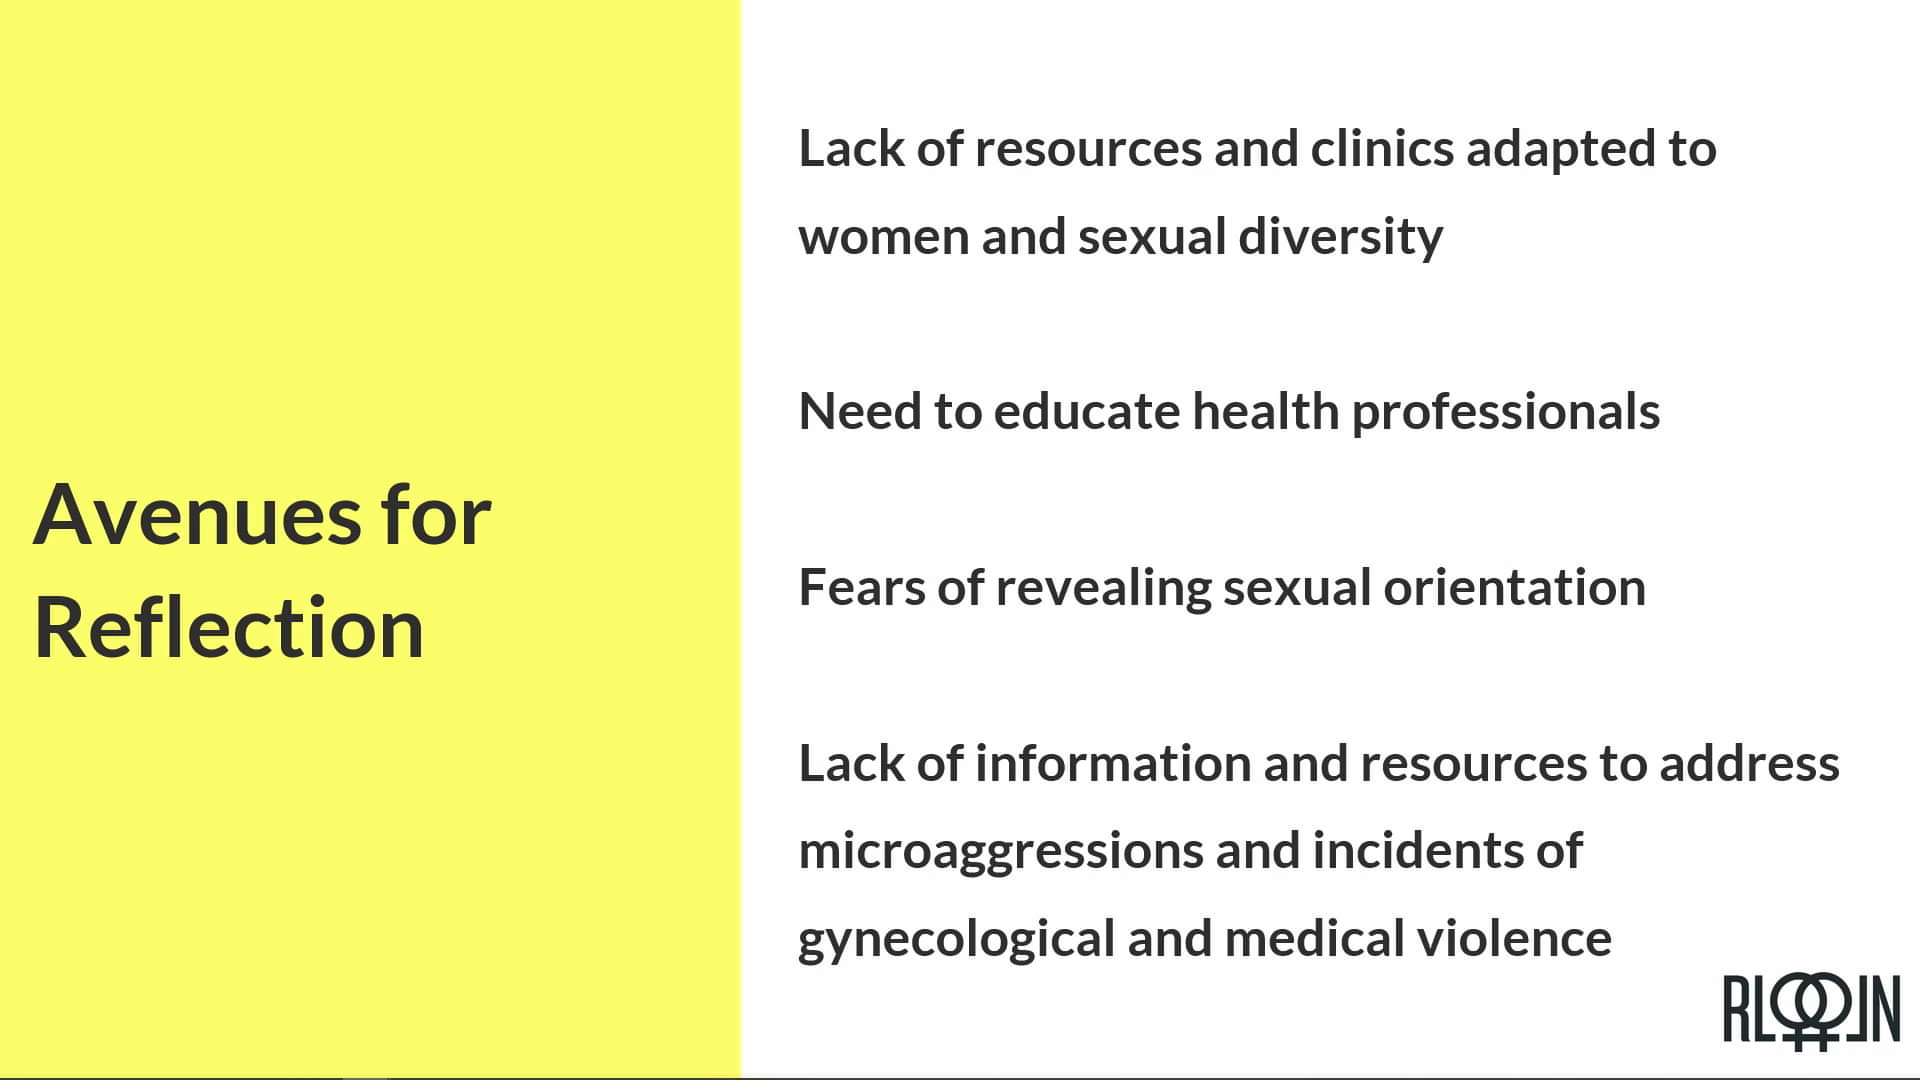 Avenues for
Reflection
Lack of resources and clinics adapted to
women and sexual diversity
Need to educate health professionals
Fears of revealing sexual orientation
Lack of information and resources to address
microaggressions and incidents of
gynecological and medical violence